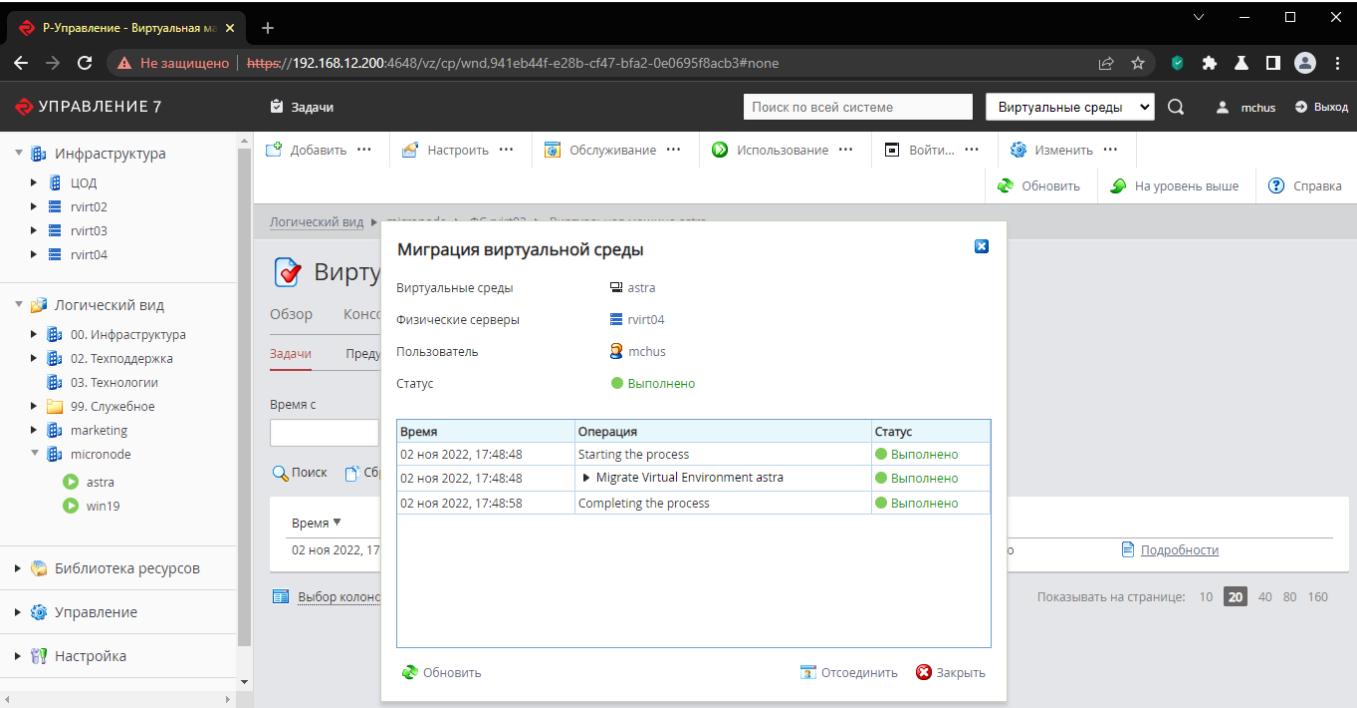 Р-Управление - Виртуальная ма
Не защищено | https://192.168.12.200:4648/vz/cp/wnd,941eb44f-e28b-cf47-bfa2-0e0695f8acb3#none
УПРАВЛЕНИЕ 7
Задачи
Поиск по всей системе
Виртуальные среды
mchus
Выход
Инфраструктура
ЦОД
rvirt02
rvirt03
rvirt04
Логический вид
00. Инфраструктура
02. Техподдержка
03. Технологии
99. Служебное
marketing
micronode
astra
win19
Библиотека ресурсов
Управление
Настройка
Добавить ...
Настроить ...
Обслуживание ...
Использование ...
Войти... ...
Изменить ...
Обновить
На уровень выше
Справка
Логический вид
Вирту
Обзор
Консо
Задачи
Преду
Время с
Поиск
Сб
Время
02 ноя 2022, 17
о
Подробности
Выбор колоно
Показывать на странице: 10 20 40 80 160
Миграция виртуальной среды
Виртуальные среды astra
Физические серверы rvirt04
Пользователь mchus
Статус Выполнено
Время Операция Статус
02 ноя 2022, 17:48:48 Starting the process Выполнено
02 ноя 2022, 17:48:48 Migrate Virtual Environment astra Выполнено
02 ноя 2022, 17:48:58 Completing the process Выполнено
Обновить
Отсоединить
Закрыть